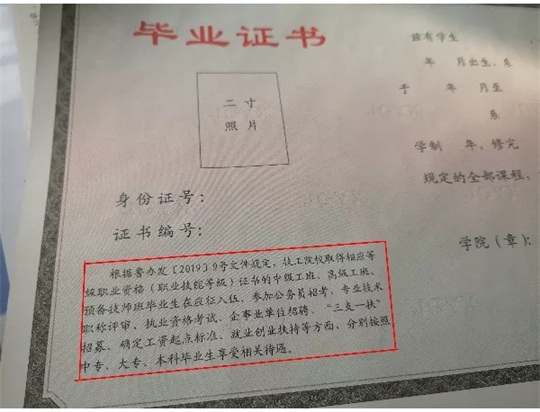 毕业证书
兹有学生
年 月出生，系
于 年 月至
系
学制 年，修完
规定的全部课程，
学院（章）：
二寸
照片
身份证号：
证书编号：
根据鲁办发〔2019〕9号文件规定，技工院校取得相应等
级职业资格（职业技能等级）证书的中级工班、高级工班、
预备技师班毕业生在应征入伍、参加公务员招考、专业技术
职称评审、执业资格考试、企事业单位招聘、“三支一扶”
招募、确定工资起点标准、就业创业扶持等方面，分别按照
中专、大专、本科毕业生享受相关待遇。